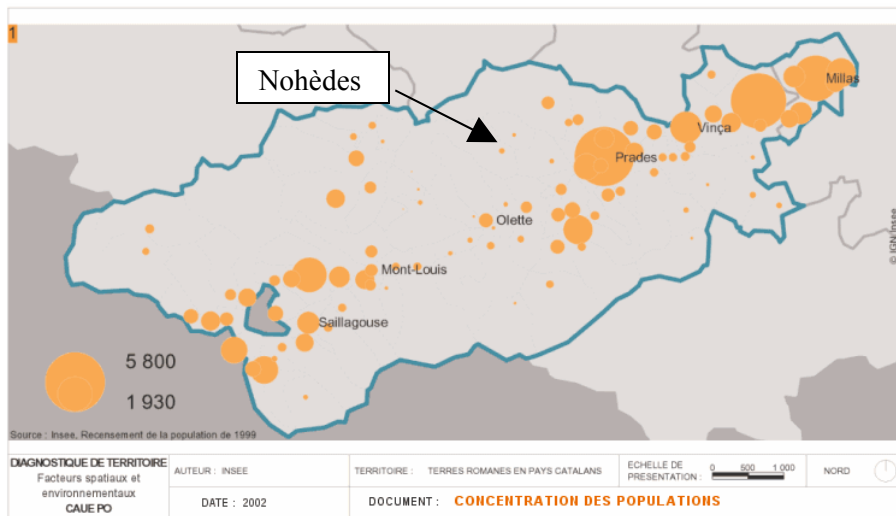 1
Nohèdes
Millas
Vinça
Prades
Olette
Mont-Louis
Saillagouse
© IGN Insee
5 800
1 930
Source : Insee, Recensement de la population de 1999
DIAGNOSTIQUE DE TERRITOIRE
Facteurs spatiaux et
environnementaux
CAUE PO
AUTEUR : INSEE
DATE : 2002
TERRITOIRE : TERRES ROMANES EN PAYS CATALANS
DOCUMENT : CONCENTRATION DES POPULATIONS
ECHELLE DE
PRESENTATION :
0 500 1 000
NORD